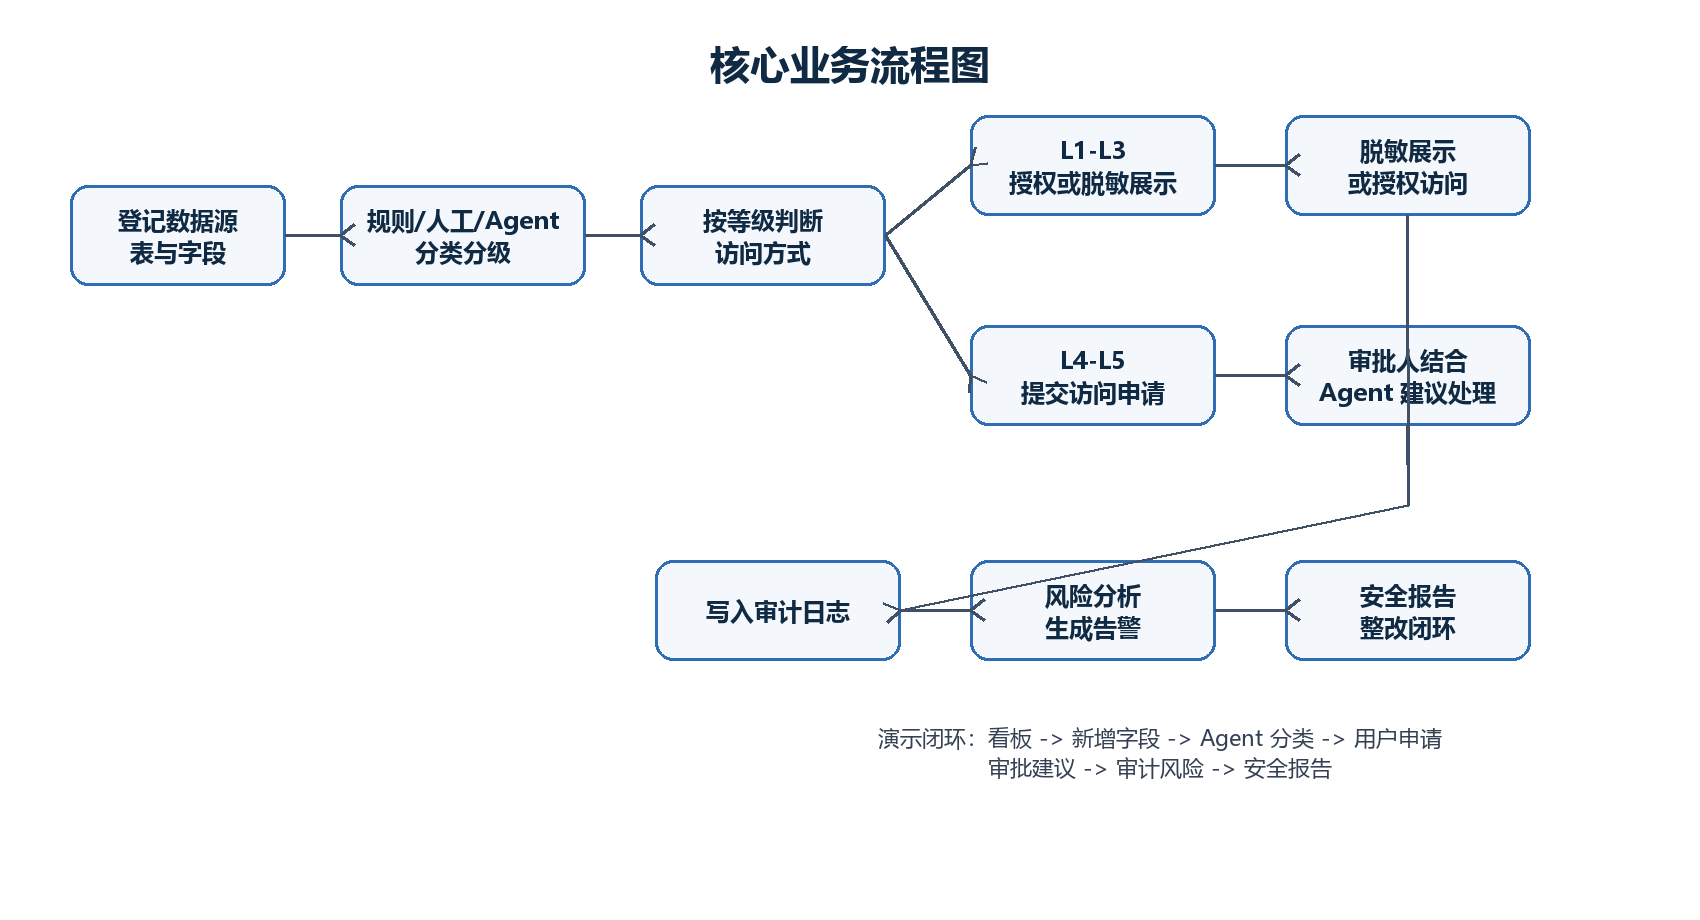 核心业务流程图
登记数据源
表与字段
规则/人工/Agent
分类分级
按等级判断
访问方式
L1-L3
授权或脱敏展示
脱敏展示
或授权访问
L4-L5
提交访问申请
审批人结合
Agent 建议处理
写入审计日志
风险分析
生成告警
安全报告
整改闭环
演示闭环：看板 -> 新增字段 -> Agent 分类 -> 用户申请
审批建议 -> 审计风险 -> 安全报告